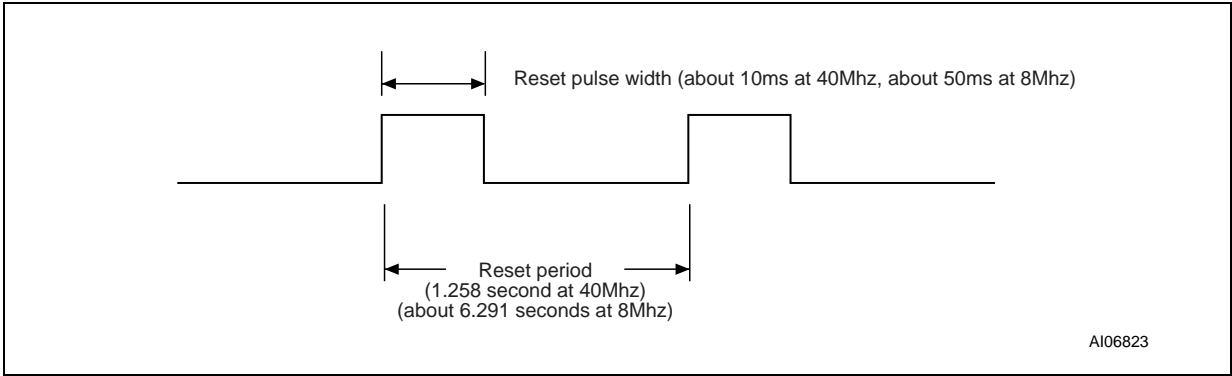 Reset pulse width (about 10ms at 40Mhz, about 50ms at 8Mhz)
Reset period
(1.258 second at 40Mhz)
(about 6.291 seconds at 8Mhz)
AI06823